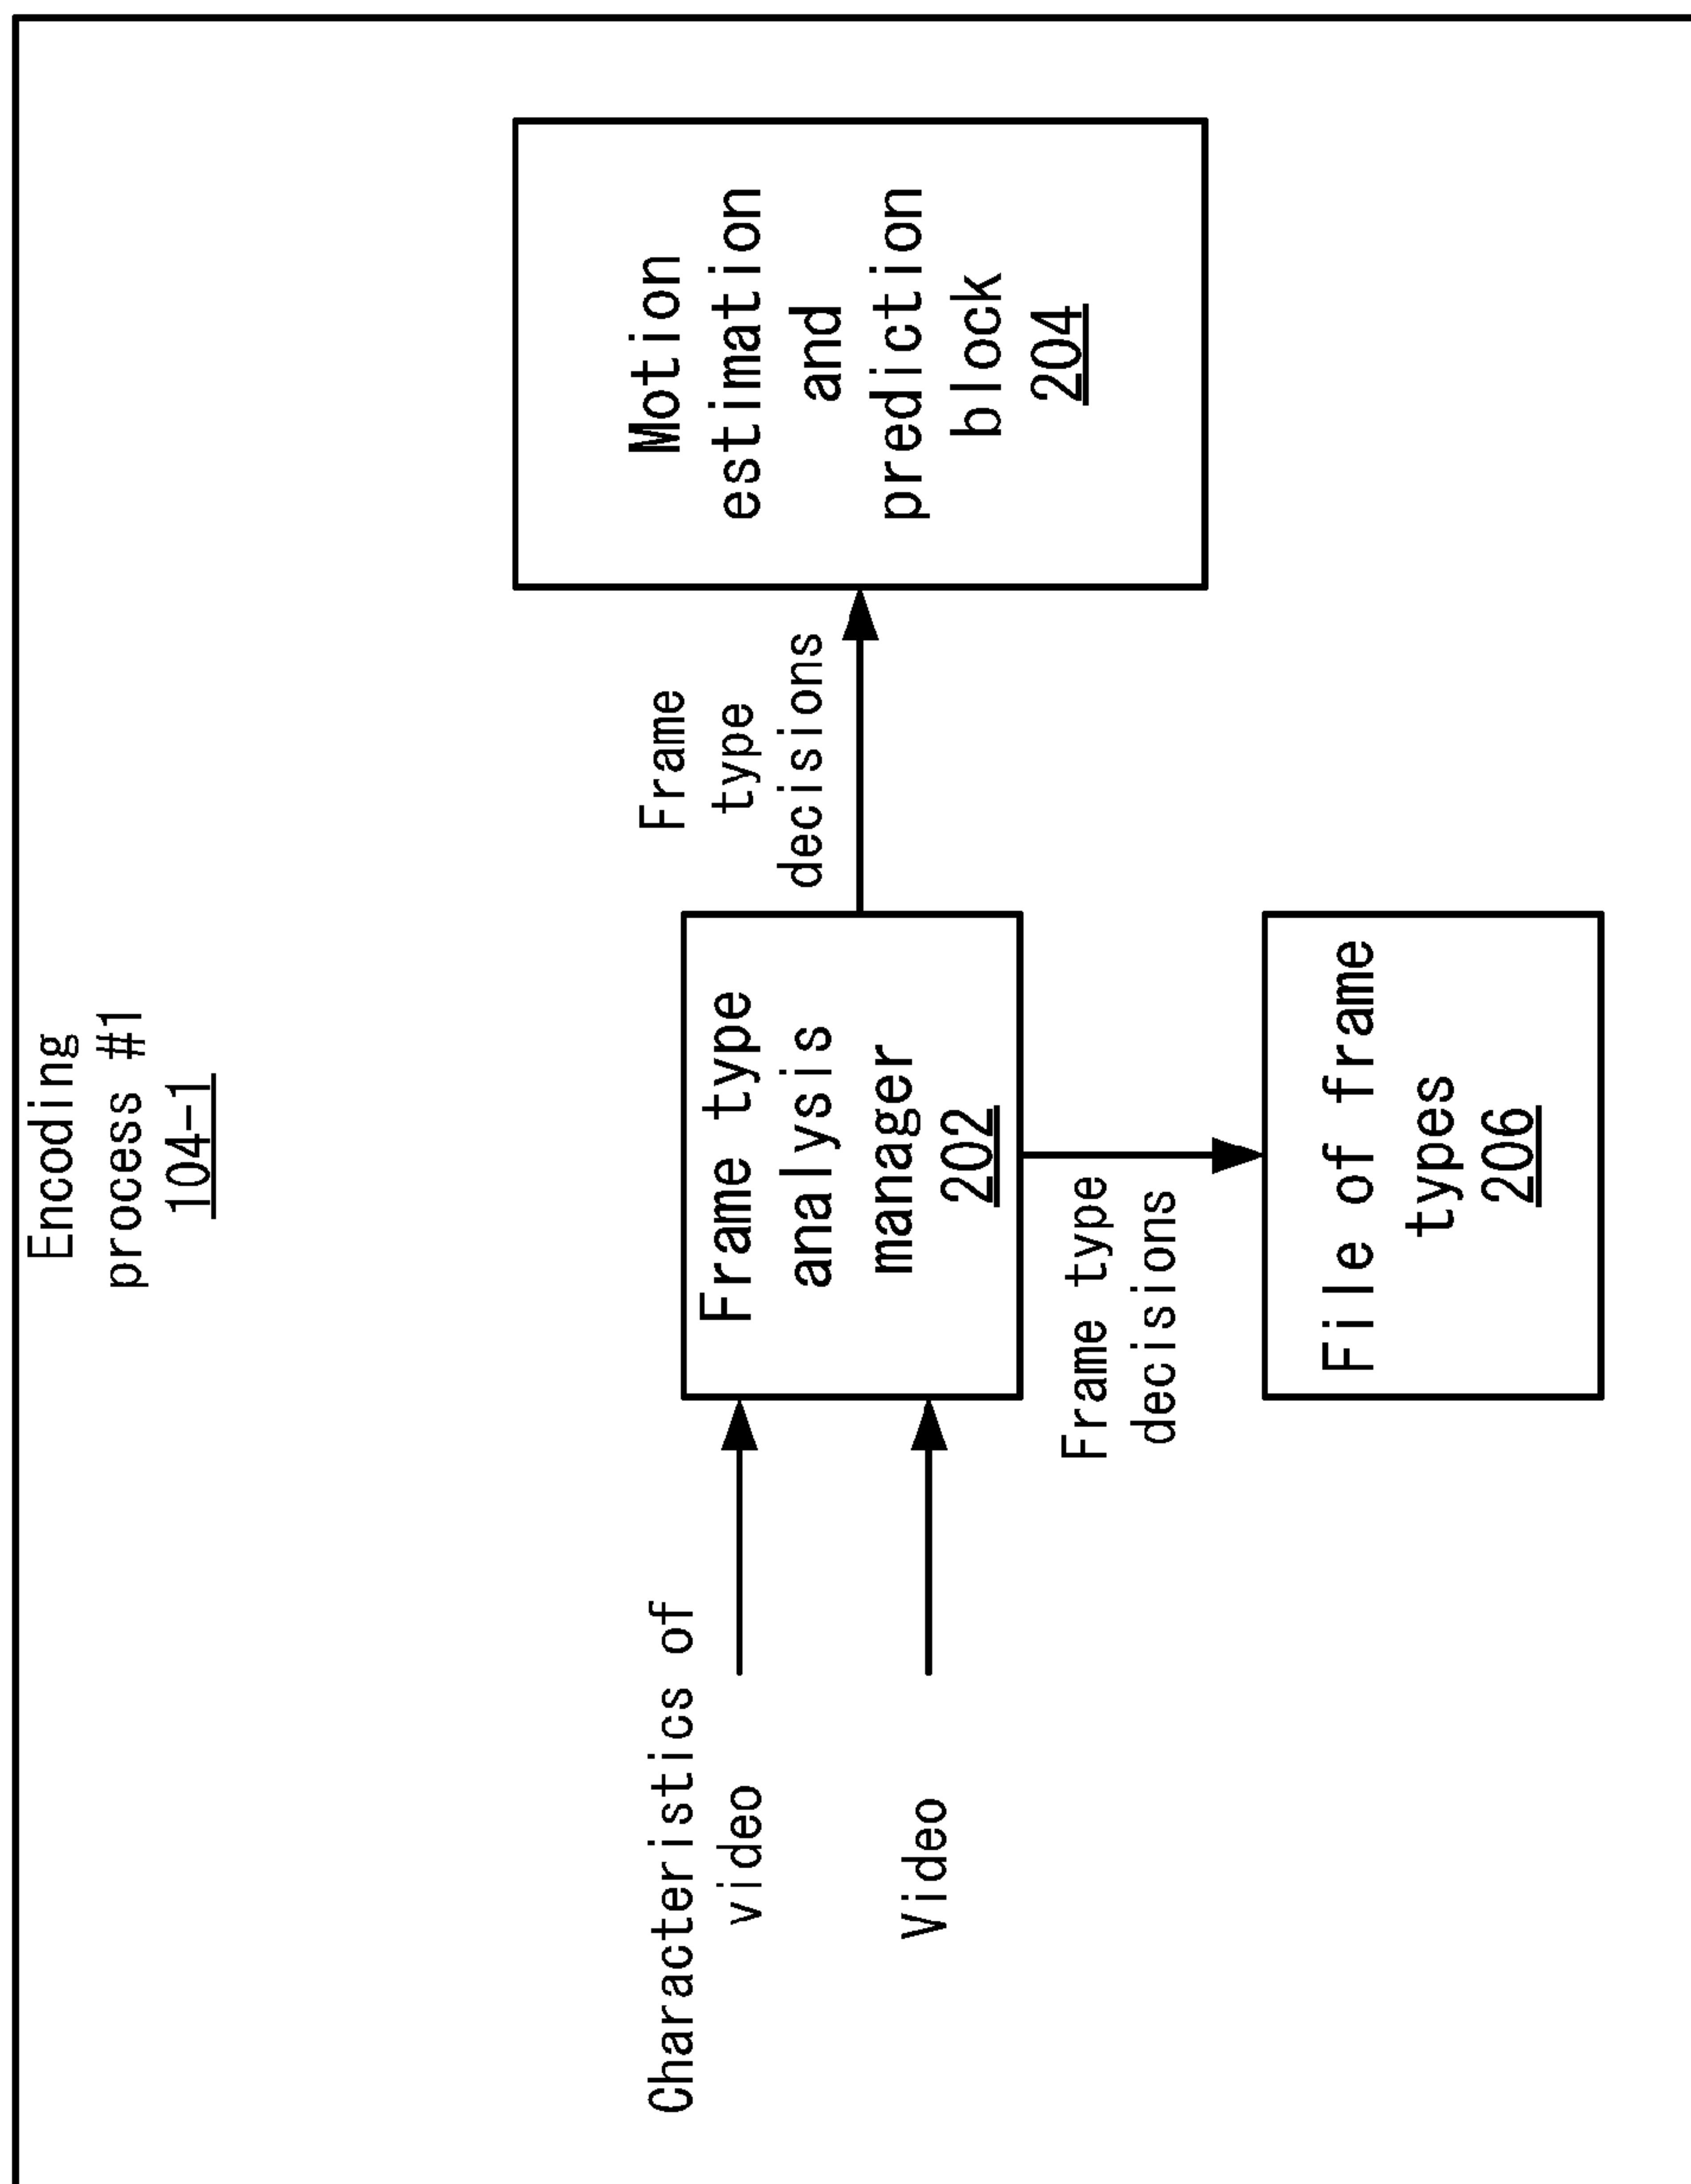 Encoding
process #1
104-1
Characteristics of
video
Video
Frame type
analysis
manager
202
Frame
type
decisions
Motion
estimation
and
prediction
block
204
Frame type
decisions
File of frame
types
206